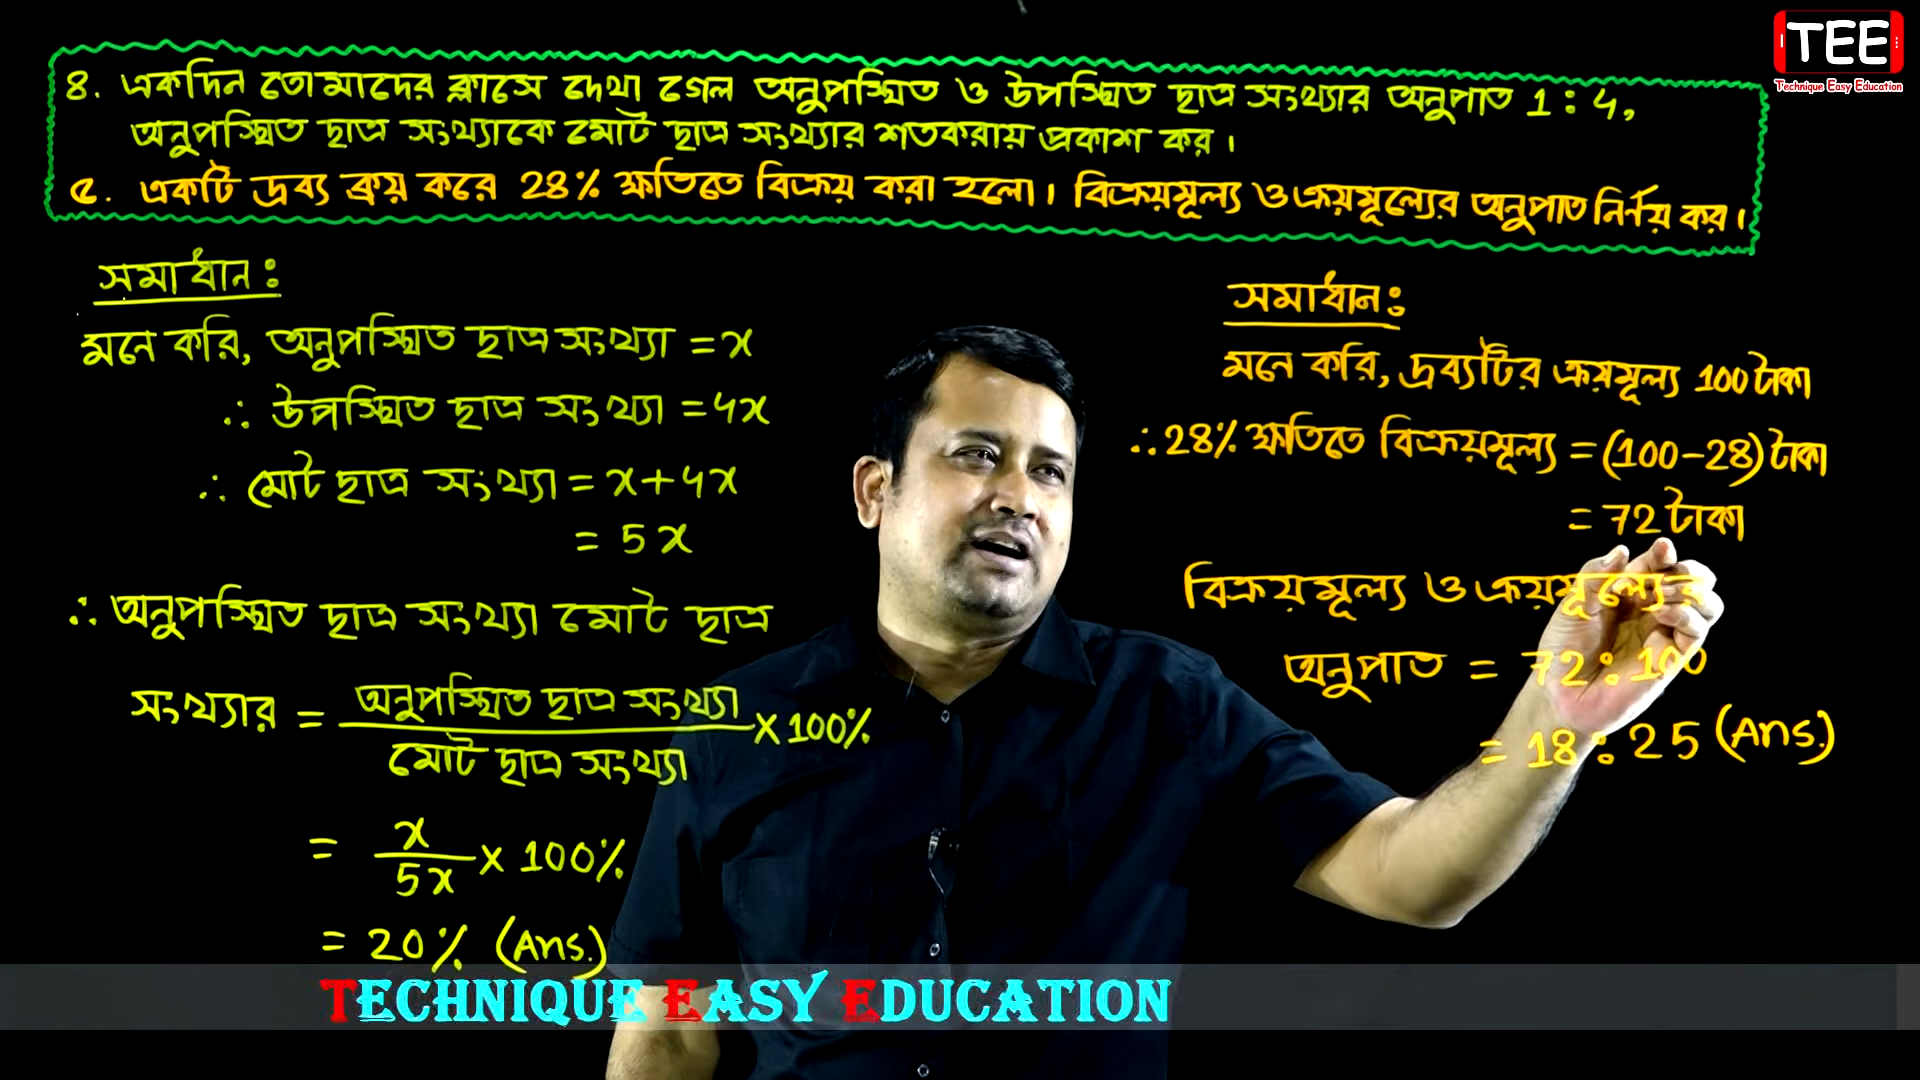 TEE
Technique Easy Education
৪. একদিন তোমাদের ক্লাসে দেখা গেল অনুপস্থিত ও উপস্থিত ছাত্র সংখ্যার অনুপাত 1 : 4,
অনুপস্থিত ছাত্র সংখ্যাকে মোট ছাত্র সংখ্যার শতকরায় প্রকাশ কর।
৫. একটি দ্রব্য ক্রয় করে 28% ক্ষতিতে বিক্রয় করা হলো। বিক্রয়মূল্য ও ক্রয়মূল্যের অনুপাত নির্ণয় কর।
সমাধান :
মনে করি, অনুপস্থিত ছাত্র সংখ্যা = x
∴ উপস্থিত ছাত্র সংখ্যা = 4x
∴ মোট ছাত্র সংখ্যা = x + 4x
= 5x
∴ অনুপস্থিত ছাত্র সংখ্যা মোট ছাত্র
সংখ্যার = অনুপস্থিত ছাত্র সংখ্যা / মোট ছাত্র সংখ্যা × 100%
= x / 5x × 100%
= 20% (Ans.)
সমাধান :
মনে করি, দ্রব্যটির ক্রয়মূল্য 100 টাকা
∴ 28% ক্ষতিতে বিক্রয়মূল্য = (100 - 28) টাকা
= 72 টাকা
বিক্রয়মূল্য ও ক্রয়মূল্যের
অনুপাত = 72 : 100
= 18 : 25 (Ans.)
TECHNIQUE EASY EDUCATION